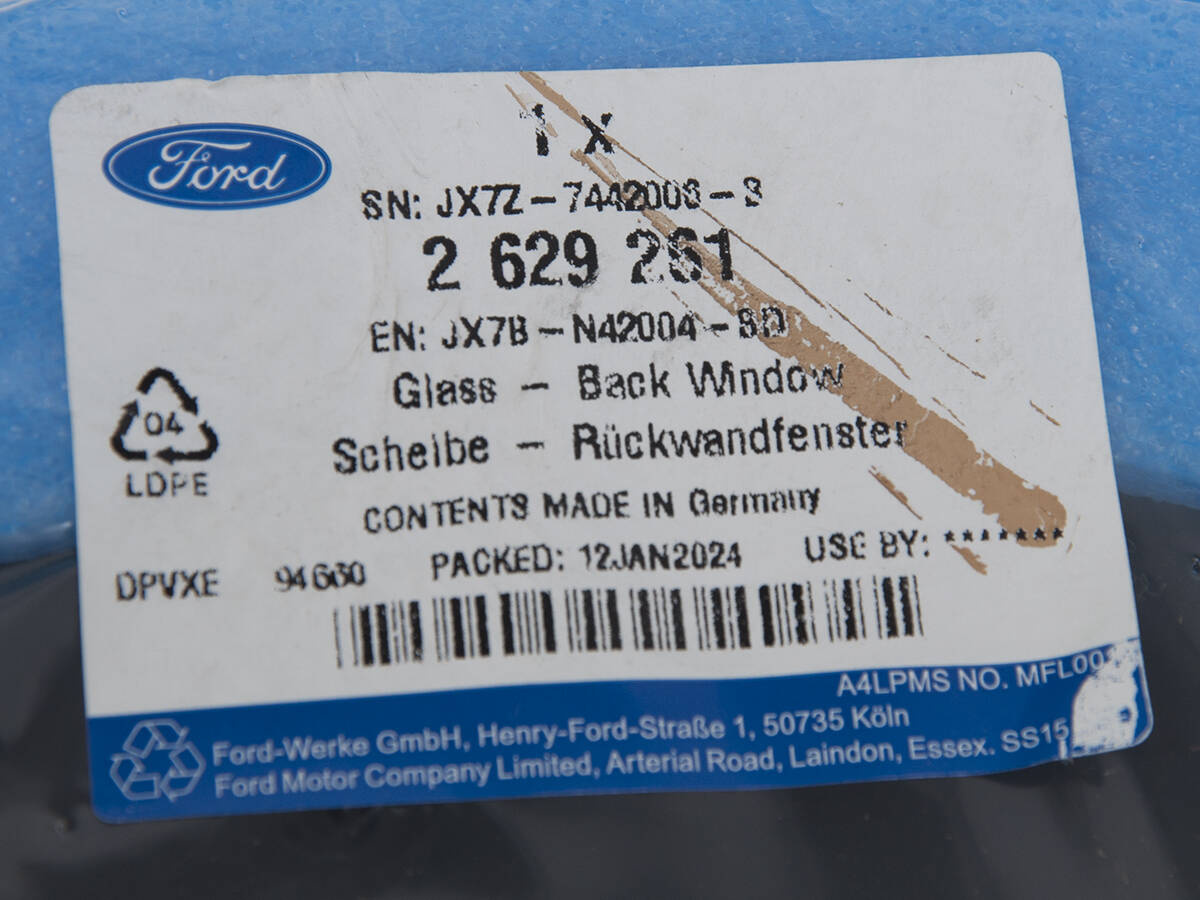 Ford
1 X
SN: JX7Z –
2 629 261
EN: JX7B – N42004 – BD
Glass – Back Window
Scheibe – Rückwandfenster
04
LDPE
CONTENTS MADE IN Germany
DPVXE 94660 PACKED: 12JAN2024 USE BY: *******
A4LPMS NO.
Ford-Werke GmbH, Henry-Ford-Straße 1, 50735 Köln
Ford Motor Company Limited, Arterial Road, Laindon, Essex. SS15